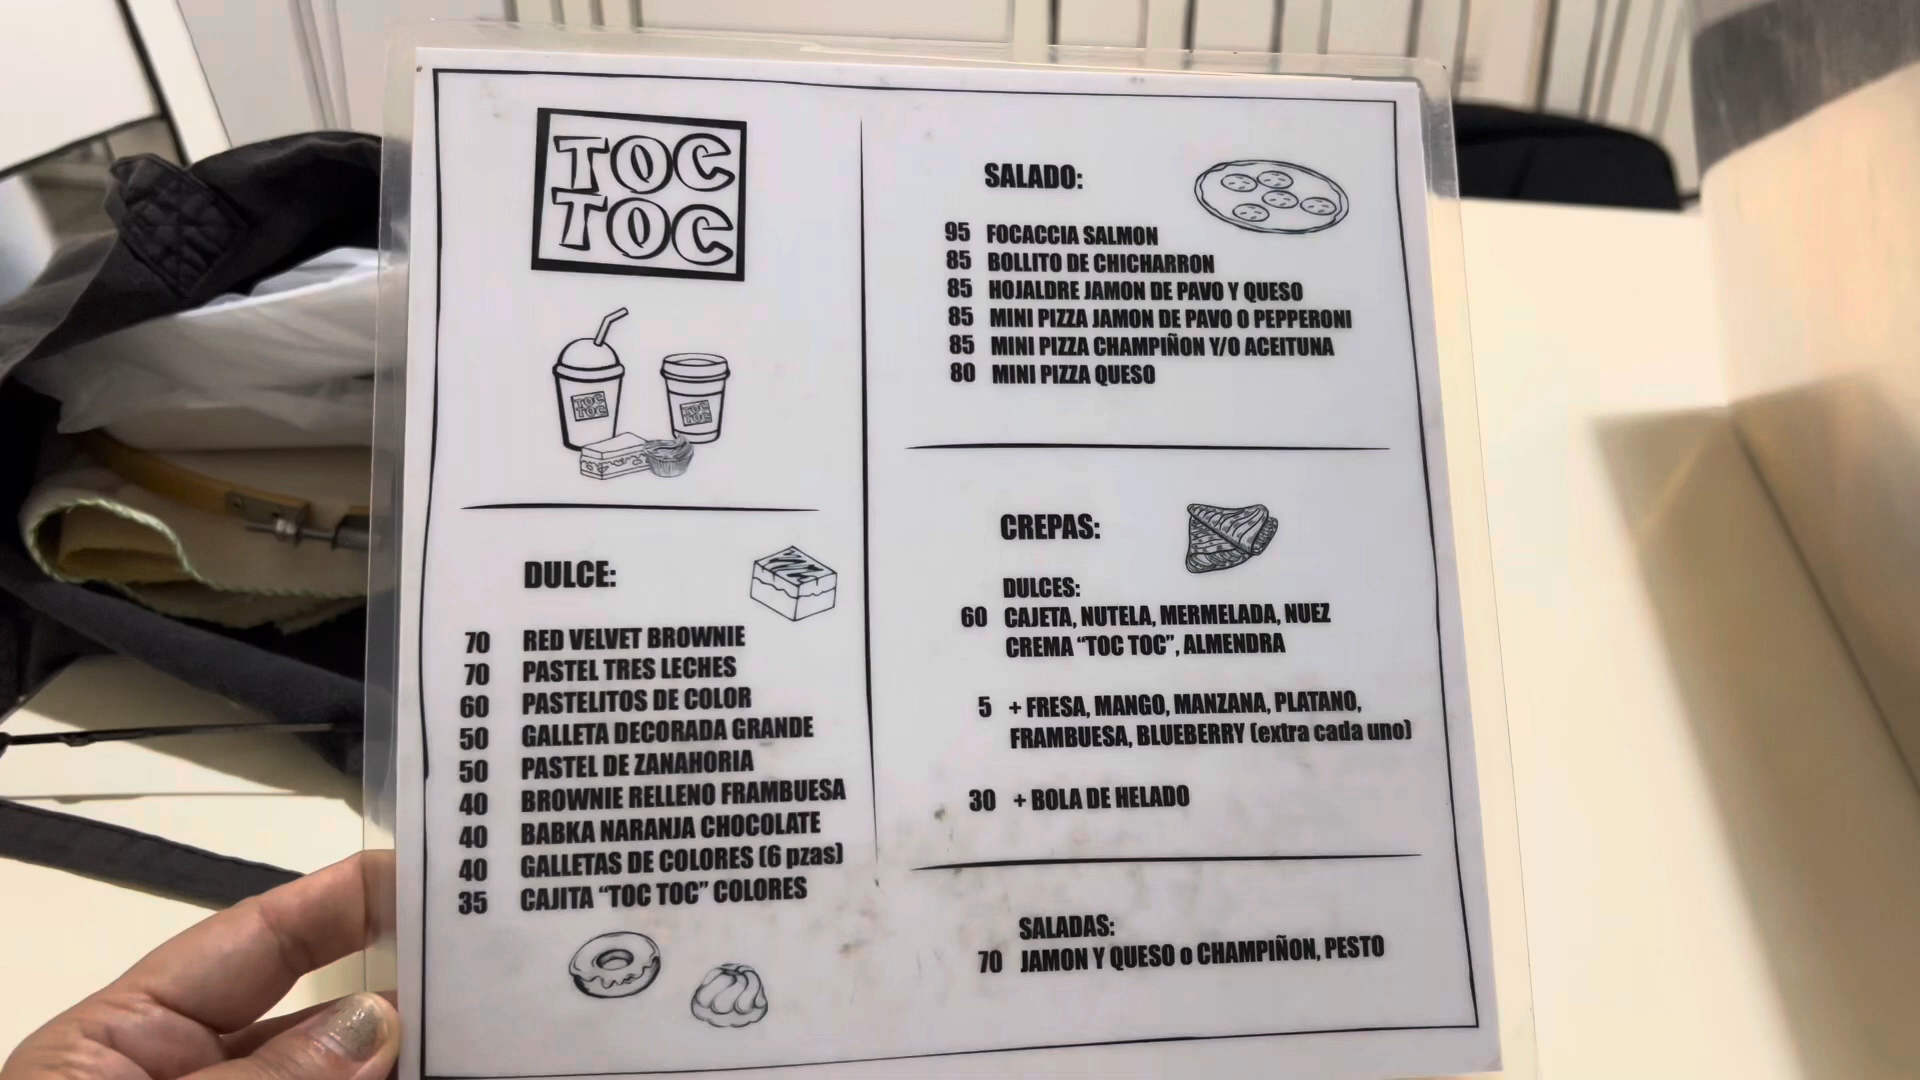 TOC
TOC
TOC
TOC
TOC
TOC
DULCE:
70 RED VELVET BROWNIE
70 PASTEL TRES LECHES
60 PASTELITOS DE COLOR
50 GALLETA DECORADA GRANDE
50 PASTEL DE ZANAHORIA
40 BROWNIE RELLENO FRAMBUESA
40 BABKA NARANJA CHOCOLATE
40 GALLETAS DE COLORES (6 pzas)
35 CAJITA “TOC TOC” COLORES
SALADO:
95 FOCACCIA SALMON
85 BOLLITO DE CHICHARRON
85 HOJALDRE JAMON DE PAVO Y QUESO
85 MINI PIZZA JAMON DE PAVO O PEPPERONI
85 MINI PIZZA CHAMPIÑON Y/O ACEITUNA
80 MINI PIZZA QUESO
CREPAS:
DULCES:
60 CAJETA, NUTELA, MERMELADA, NUEZ
CREMA “TOC TOC”, ALMENDRA
5 + FRESA, MANGO, MANZANA, PLATANO,
FRAMBUESA, BLUEBERRY (extra cada uno)
30 + BOLA DE HELADO
SALADAS:
70 JAMON Y QUESO o CHAMPIÑON, PESTO